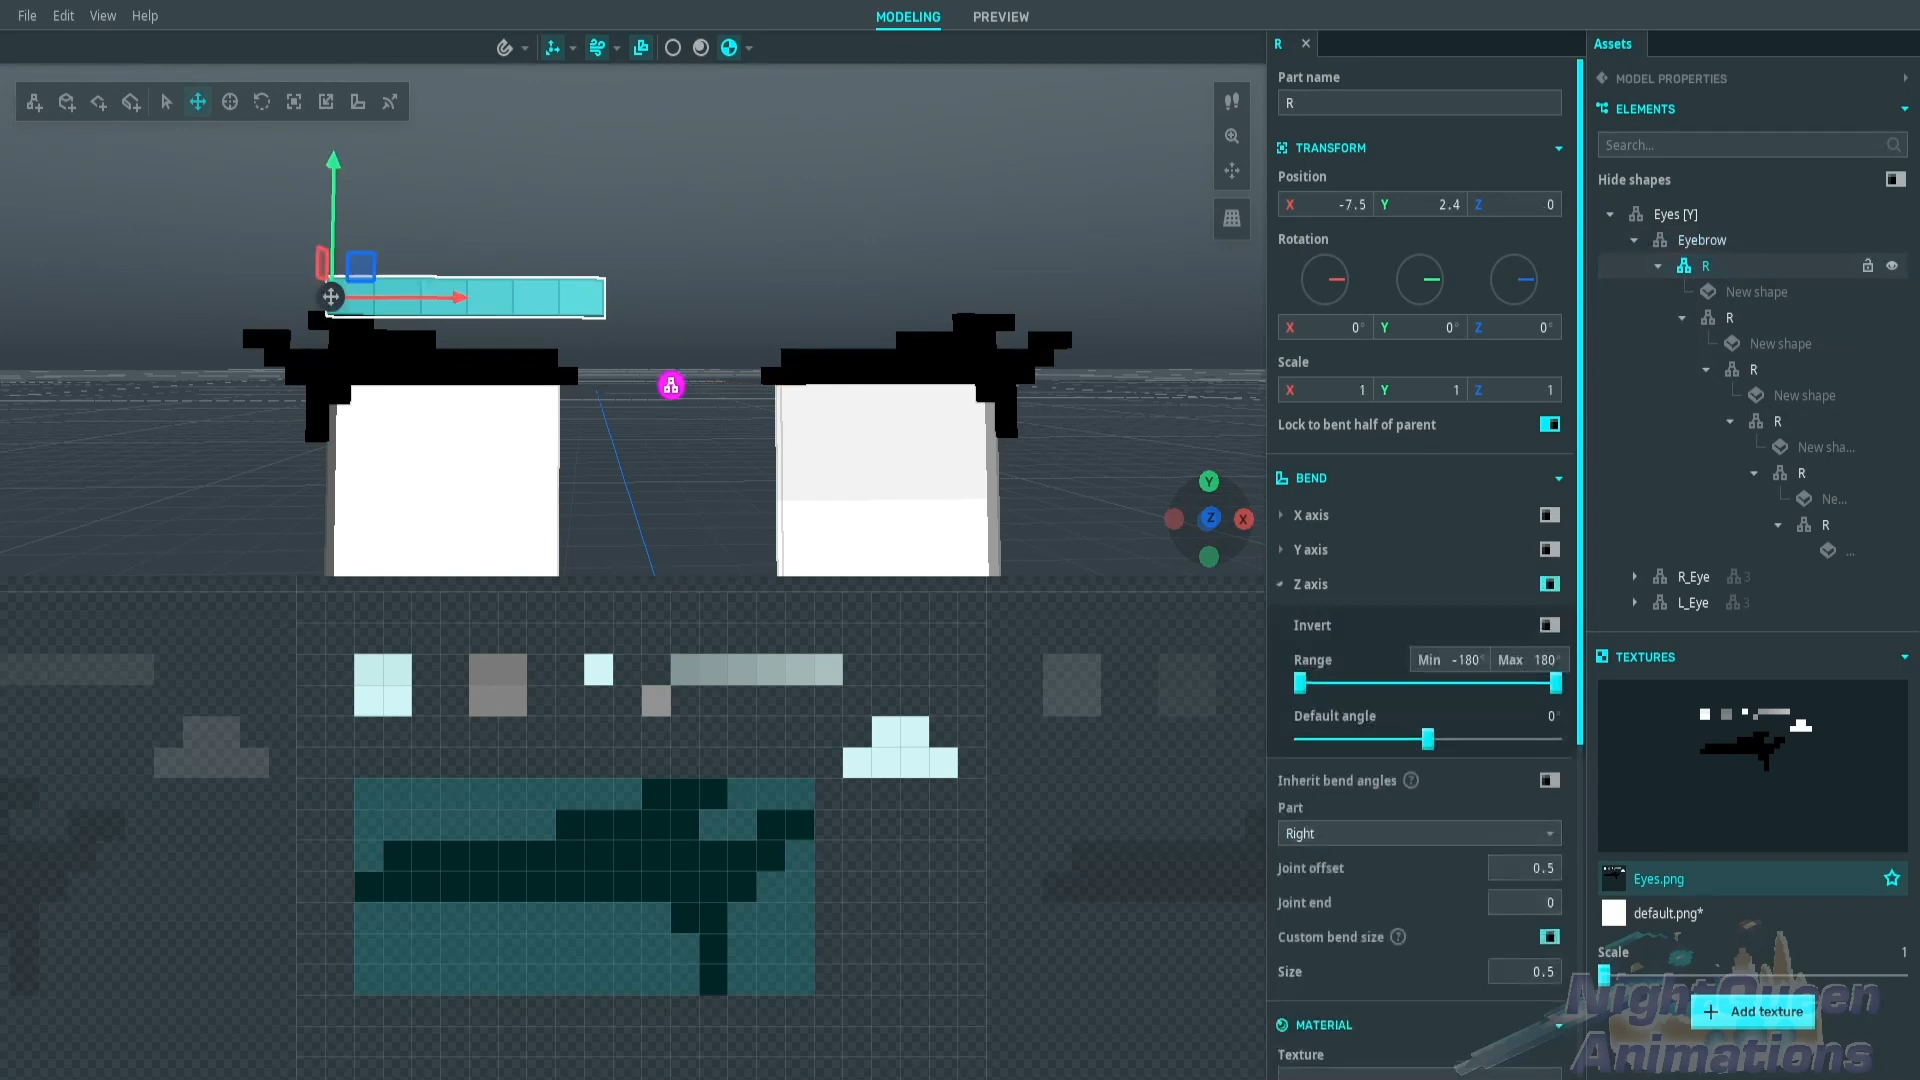 File Edit View Help
MODELING PREVIEW
R
Assets
Part name
R
TRANSFORM
Position
X -7.5 Y 2.4 Z 0
Rotation
X 0° Y 0° Z 0°
Scale
X 1 Y 1 Z 1
Lock to bent half of parent
BEND
X axis
Y axis
Z axis
Invert
Range Min -180° Max 180°
Default angle 0°
Inherit bend angles ?
Part
Right
Joint offset 0.5
Joint end 0
Custom bend size ?
Size 0.5
MATERIAL
Texture
MODEL PROPERTIES
ELEMENTS
Search...
Hide shapes
Eyes [Y]
Eyebrow
R
New shape
R
New shape
R
New shape
R
New sha...
R
Ne...
R
...
R_Eye 3
L_Eye 3
TEXTURES
Eyes.png
default.png*
Scale 1
+ Add texture
Y
Z X
NightQueen
Animations